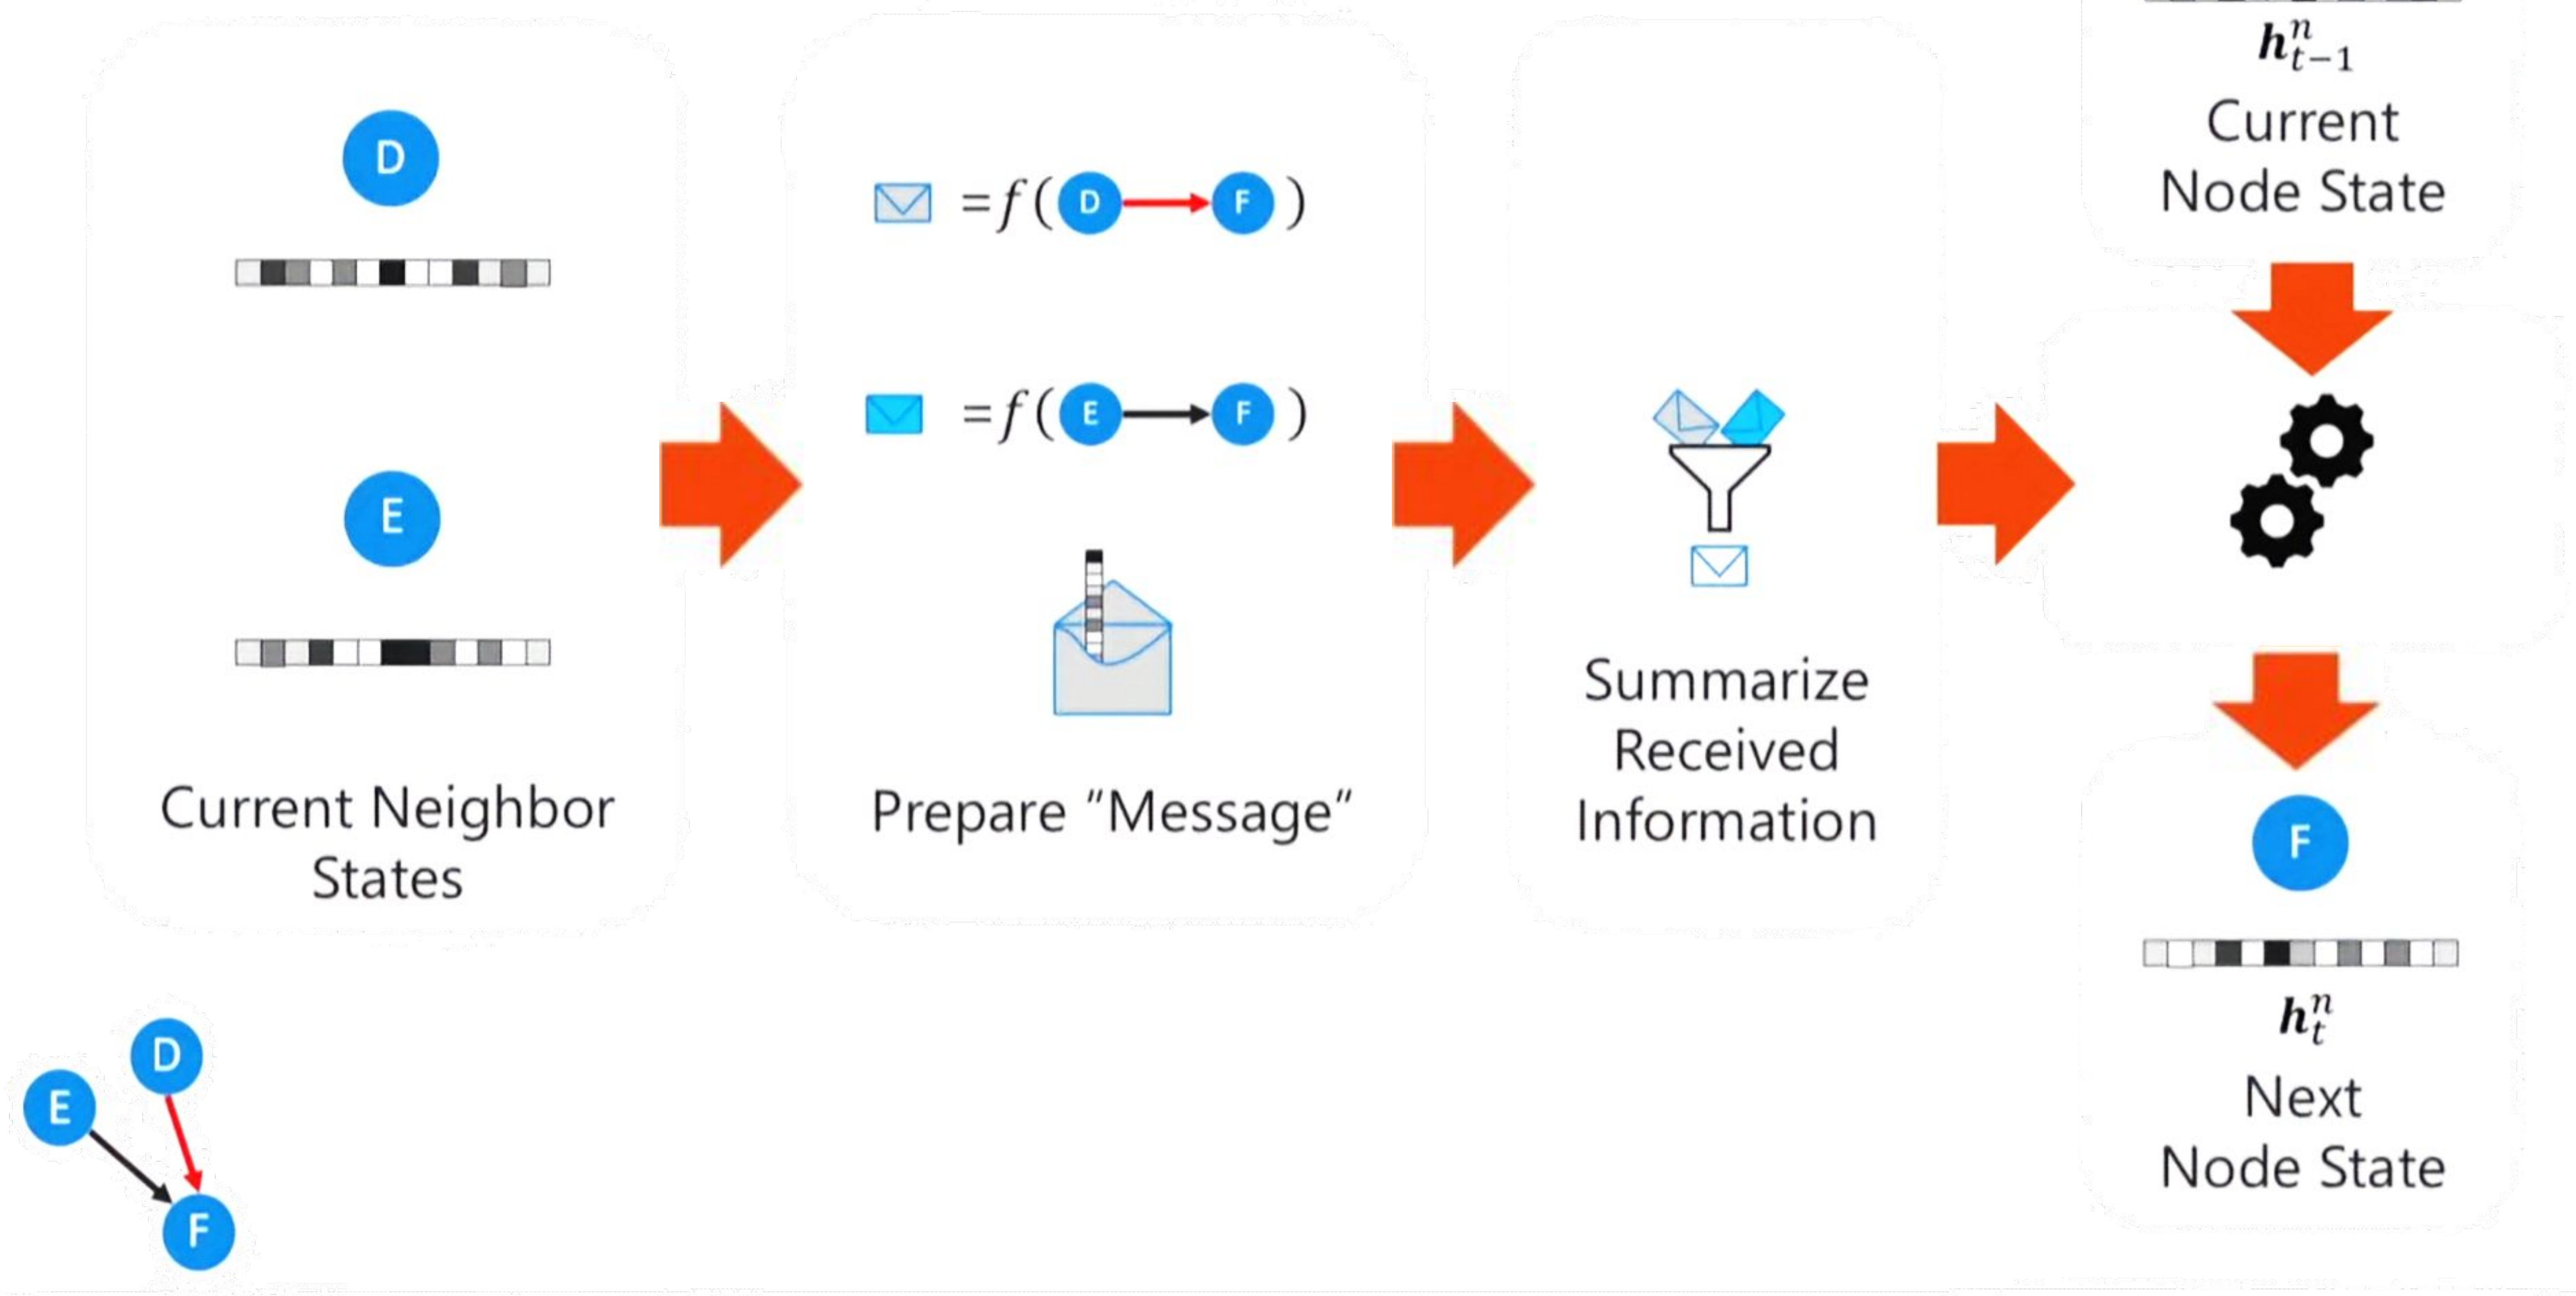 D
E
Current Neighbor
States
=f( D F )
=f( E F )
Prepare “Message”
Summarize
Received
Information
h^n_{t−1}
Current
Node State
F
h^n_t
Next
Node State
D
E
F